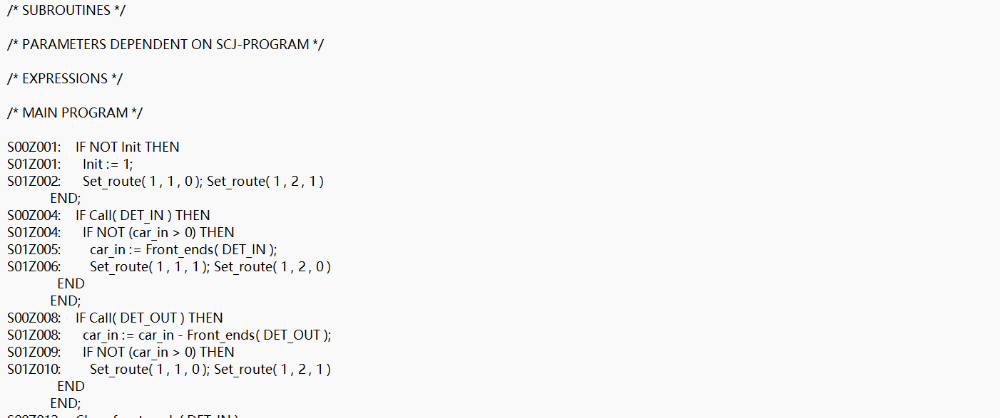 /* SUBROUTINES */
/* PARAMETERS DEPENDENT ON SCJ-PROGRAM */
/* EXPRESSIONS */
/* MAIN PROGRAM */
S00Z001:    IF NOT Init THEN
S01Z001:      Init := 1;
S01Z002:      Set_route( 1 , 1 , 0 ); Set_route( 1 , 2 , 1 )
            END;
S00Z004:    IF Call( DET_IN ) THEN
S01Z004:      IF NOT (car_in > 0) THEN
S01Z005:        car_in := Front_ends( DET_IN );
S01Z006:        Set_route( 1 , 1 , 1 ); Set_route( 1 , 2 , 0 )
              END
            END;
S00Z008:    IF Call( DET_OUT ) THEN
S01Z008:      car_in := car_in - Front_ends( DET_OUT );
S01Z009:      IF NOT (car_in > 0) THEN
S01Z010:        Set_route( 1 , 1 , 0 ); Set_route( 1 , 2 , 1 )
              END
            END;